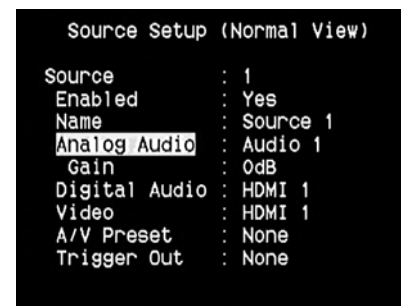 Source Setup (Normal View)
Source : 1
Enabled : Yes
Name : Source 1
Analog Audio : Audio 1
Gain : 0dB
Digital Audio : HDMI 1
Video : HDMI 1
A/V Preset : None
Trigger Out : None